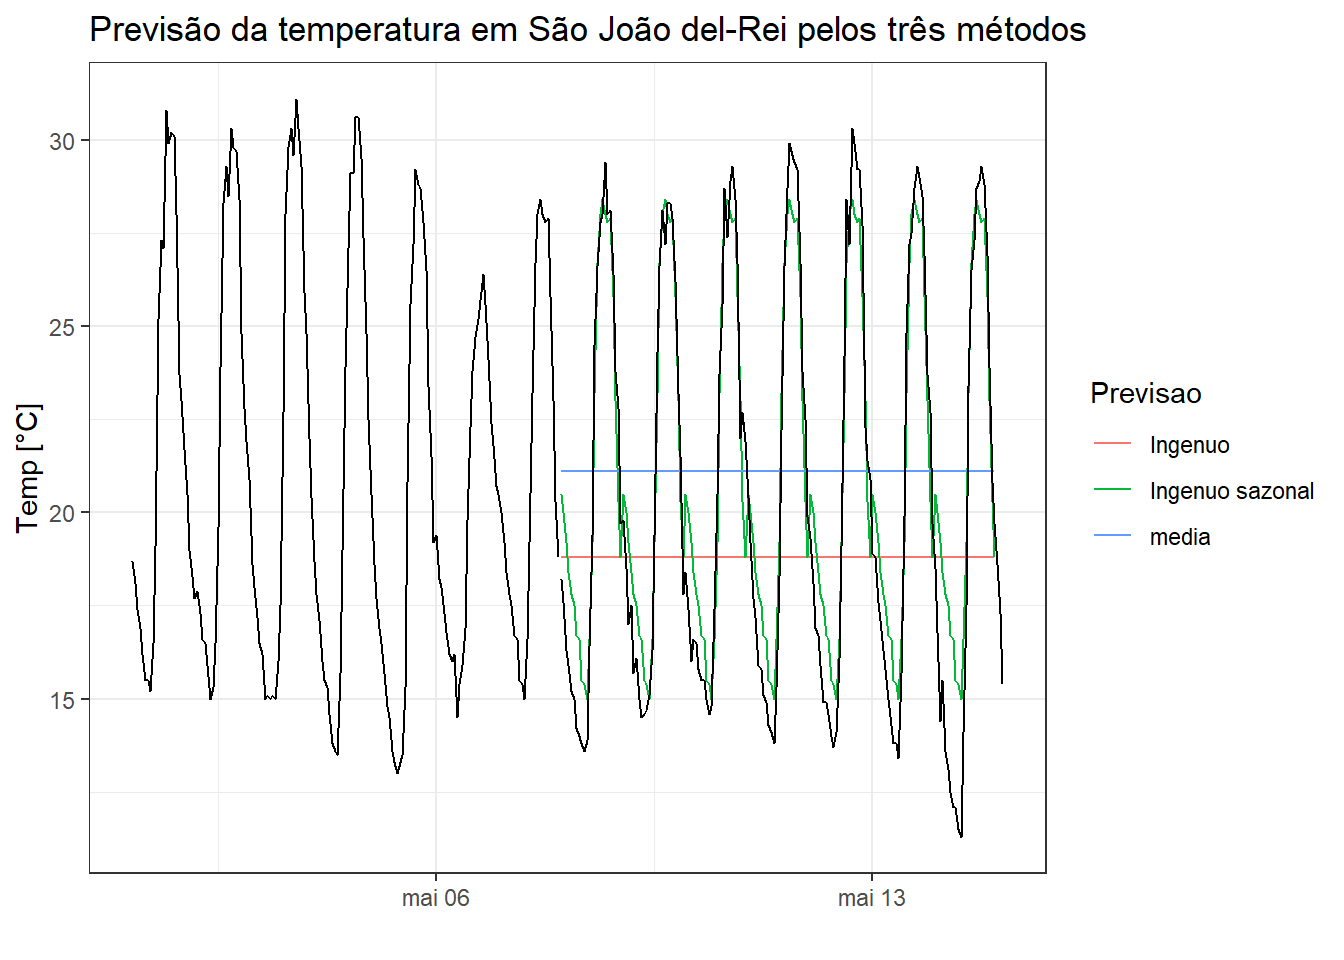 Previsão da temperatura em São João del-Rei pelos três métodos
Temp [°C]
30
25
20
15
mai 06
mai 13
Previsao
Ingenuo
Ingenuo sazonal
media